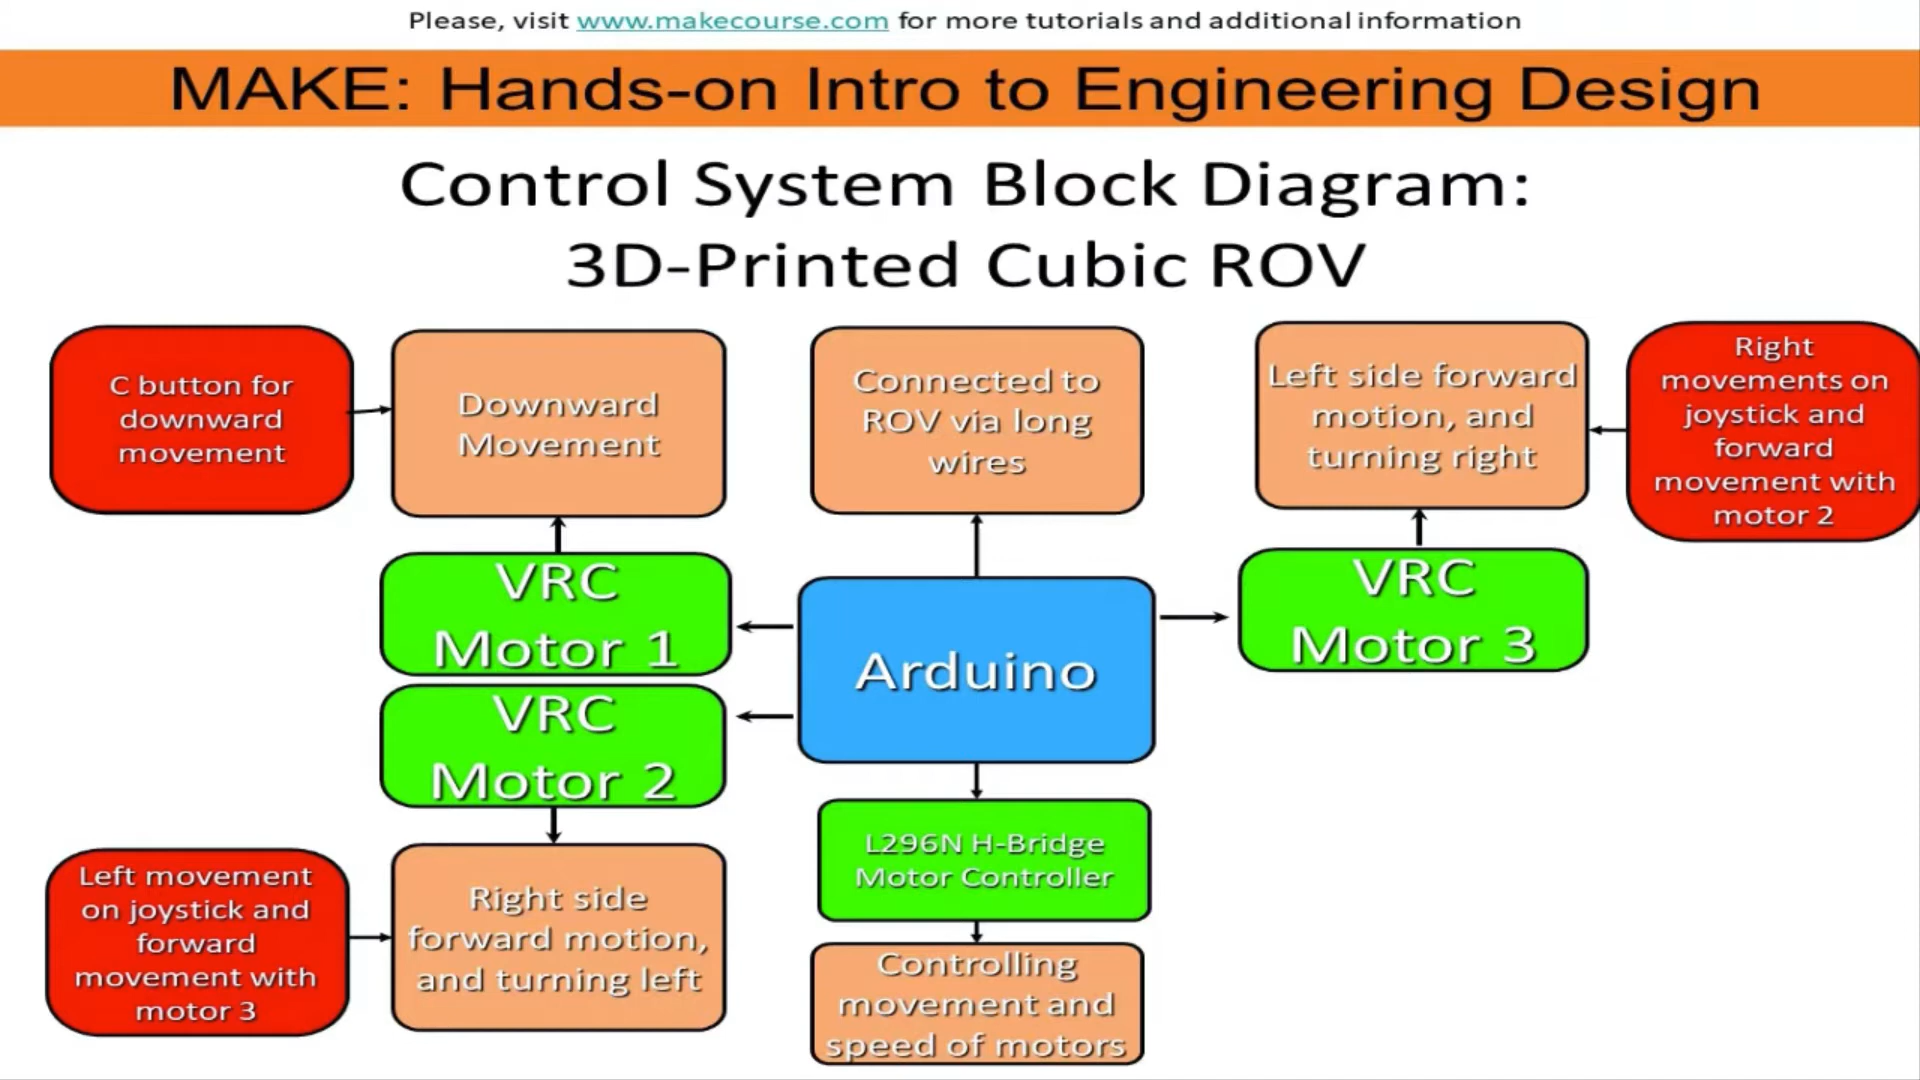 Please, visit www.makecourse.com for more tutorials and additional information
MAKE: Hands-on Intro to Engineering Design
Control System Block Diagram:
3D-Printed Cubic ROV
C button for
downward
movement
Downward
Movement
Connected to
ROV via long
wires
Left side forward
motion, and
turning right
Right
movements on
joystick and
forward
movement with
motor 2
VRC
Motor 1
VRC
Motor 2
Arduino
VRC
Motor 3
L296N H-Bridge
Motor Controller
Left movement
on joystick and
forward
movement with
motor 3
Right side
forward motion,
and turning left
Controlling
movement and
speed of motors